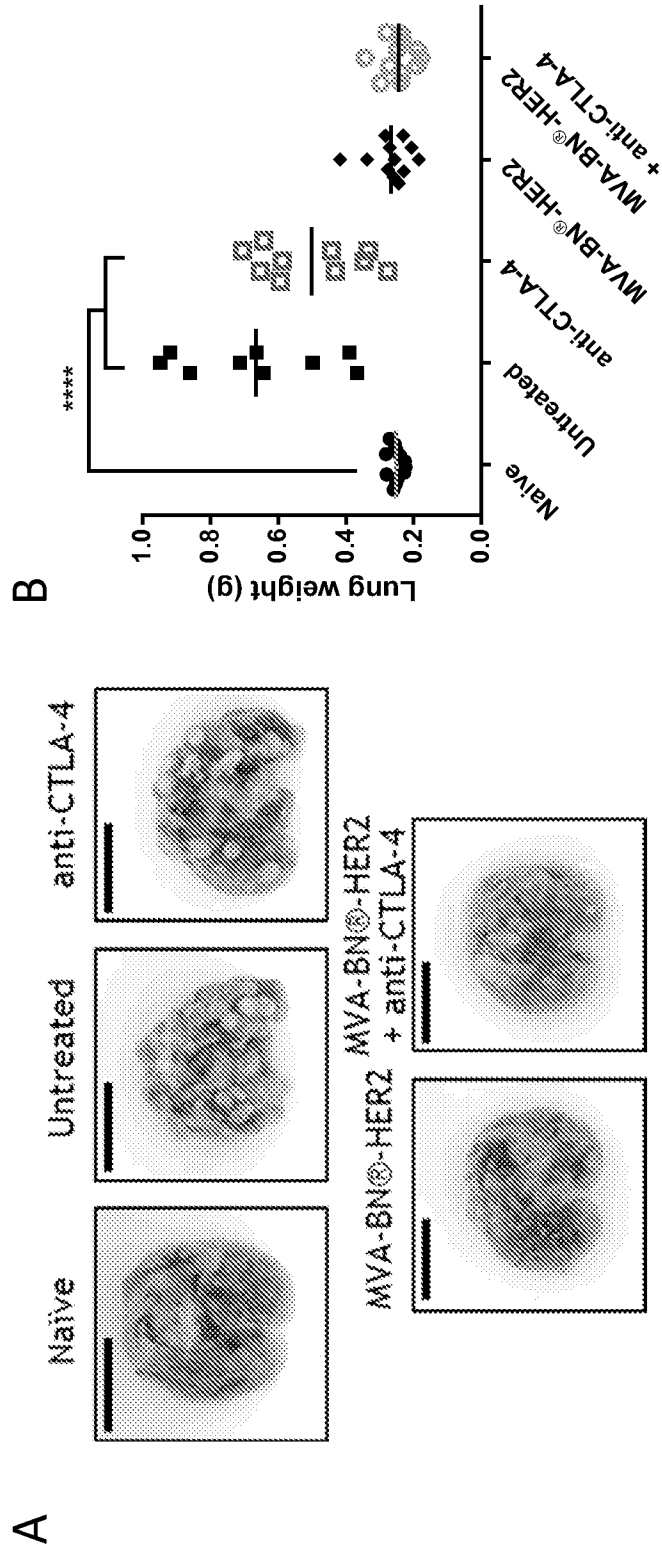 A
Naïve
Untreated
anti-CTLA-4
MVA-BN®-HER2
MVA-BN®-HER2
+ anti-CTLA-4
B
****
Lung weight (g)
1.0
0.8
0.6
0.4
0.2
0.0
Naïve
Untreated
anti-CTLA-4
MVA-BN®-HER2
MVA-BN®-HER2
+ anti-CTLA-4